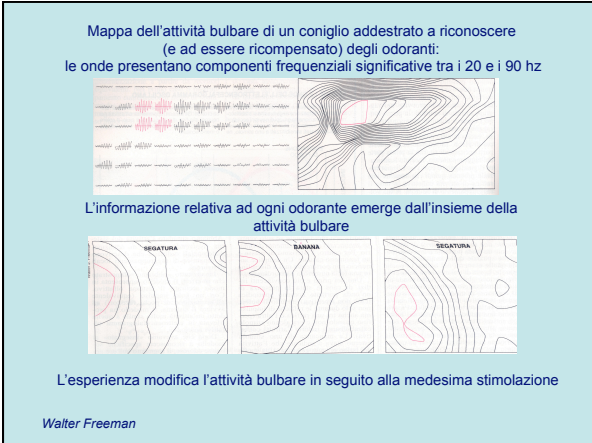 Mappa dell'attività bulbare di un coniglio addestrato a riconoscere
(e ad essere ricompensato) degli odoranti:
le onde presentano componenti frequenziali significative tra i 20 e i 90 hz
L'informazione relativa ad ogni odorante emerge dall'insieme della
attività bulbare
SEGATURA BANANA SEGATURA
L'esperienza modifica l'attività bulbare in seguito alla medesima stimolazione
Walter Freeman